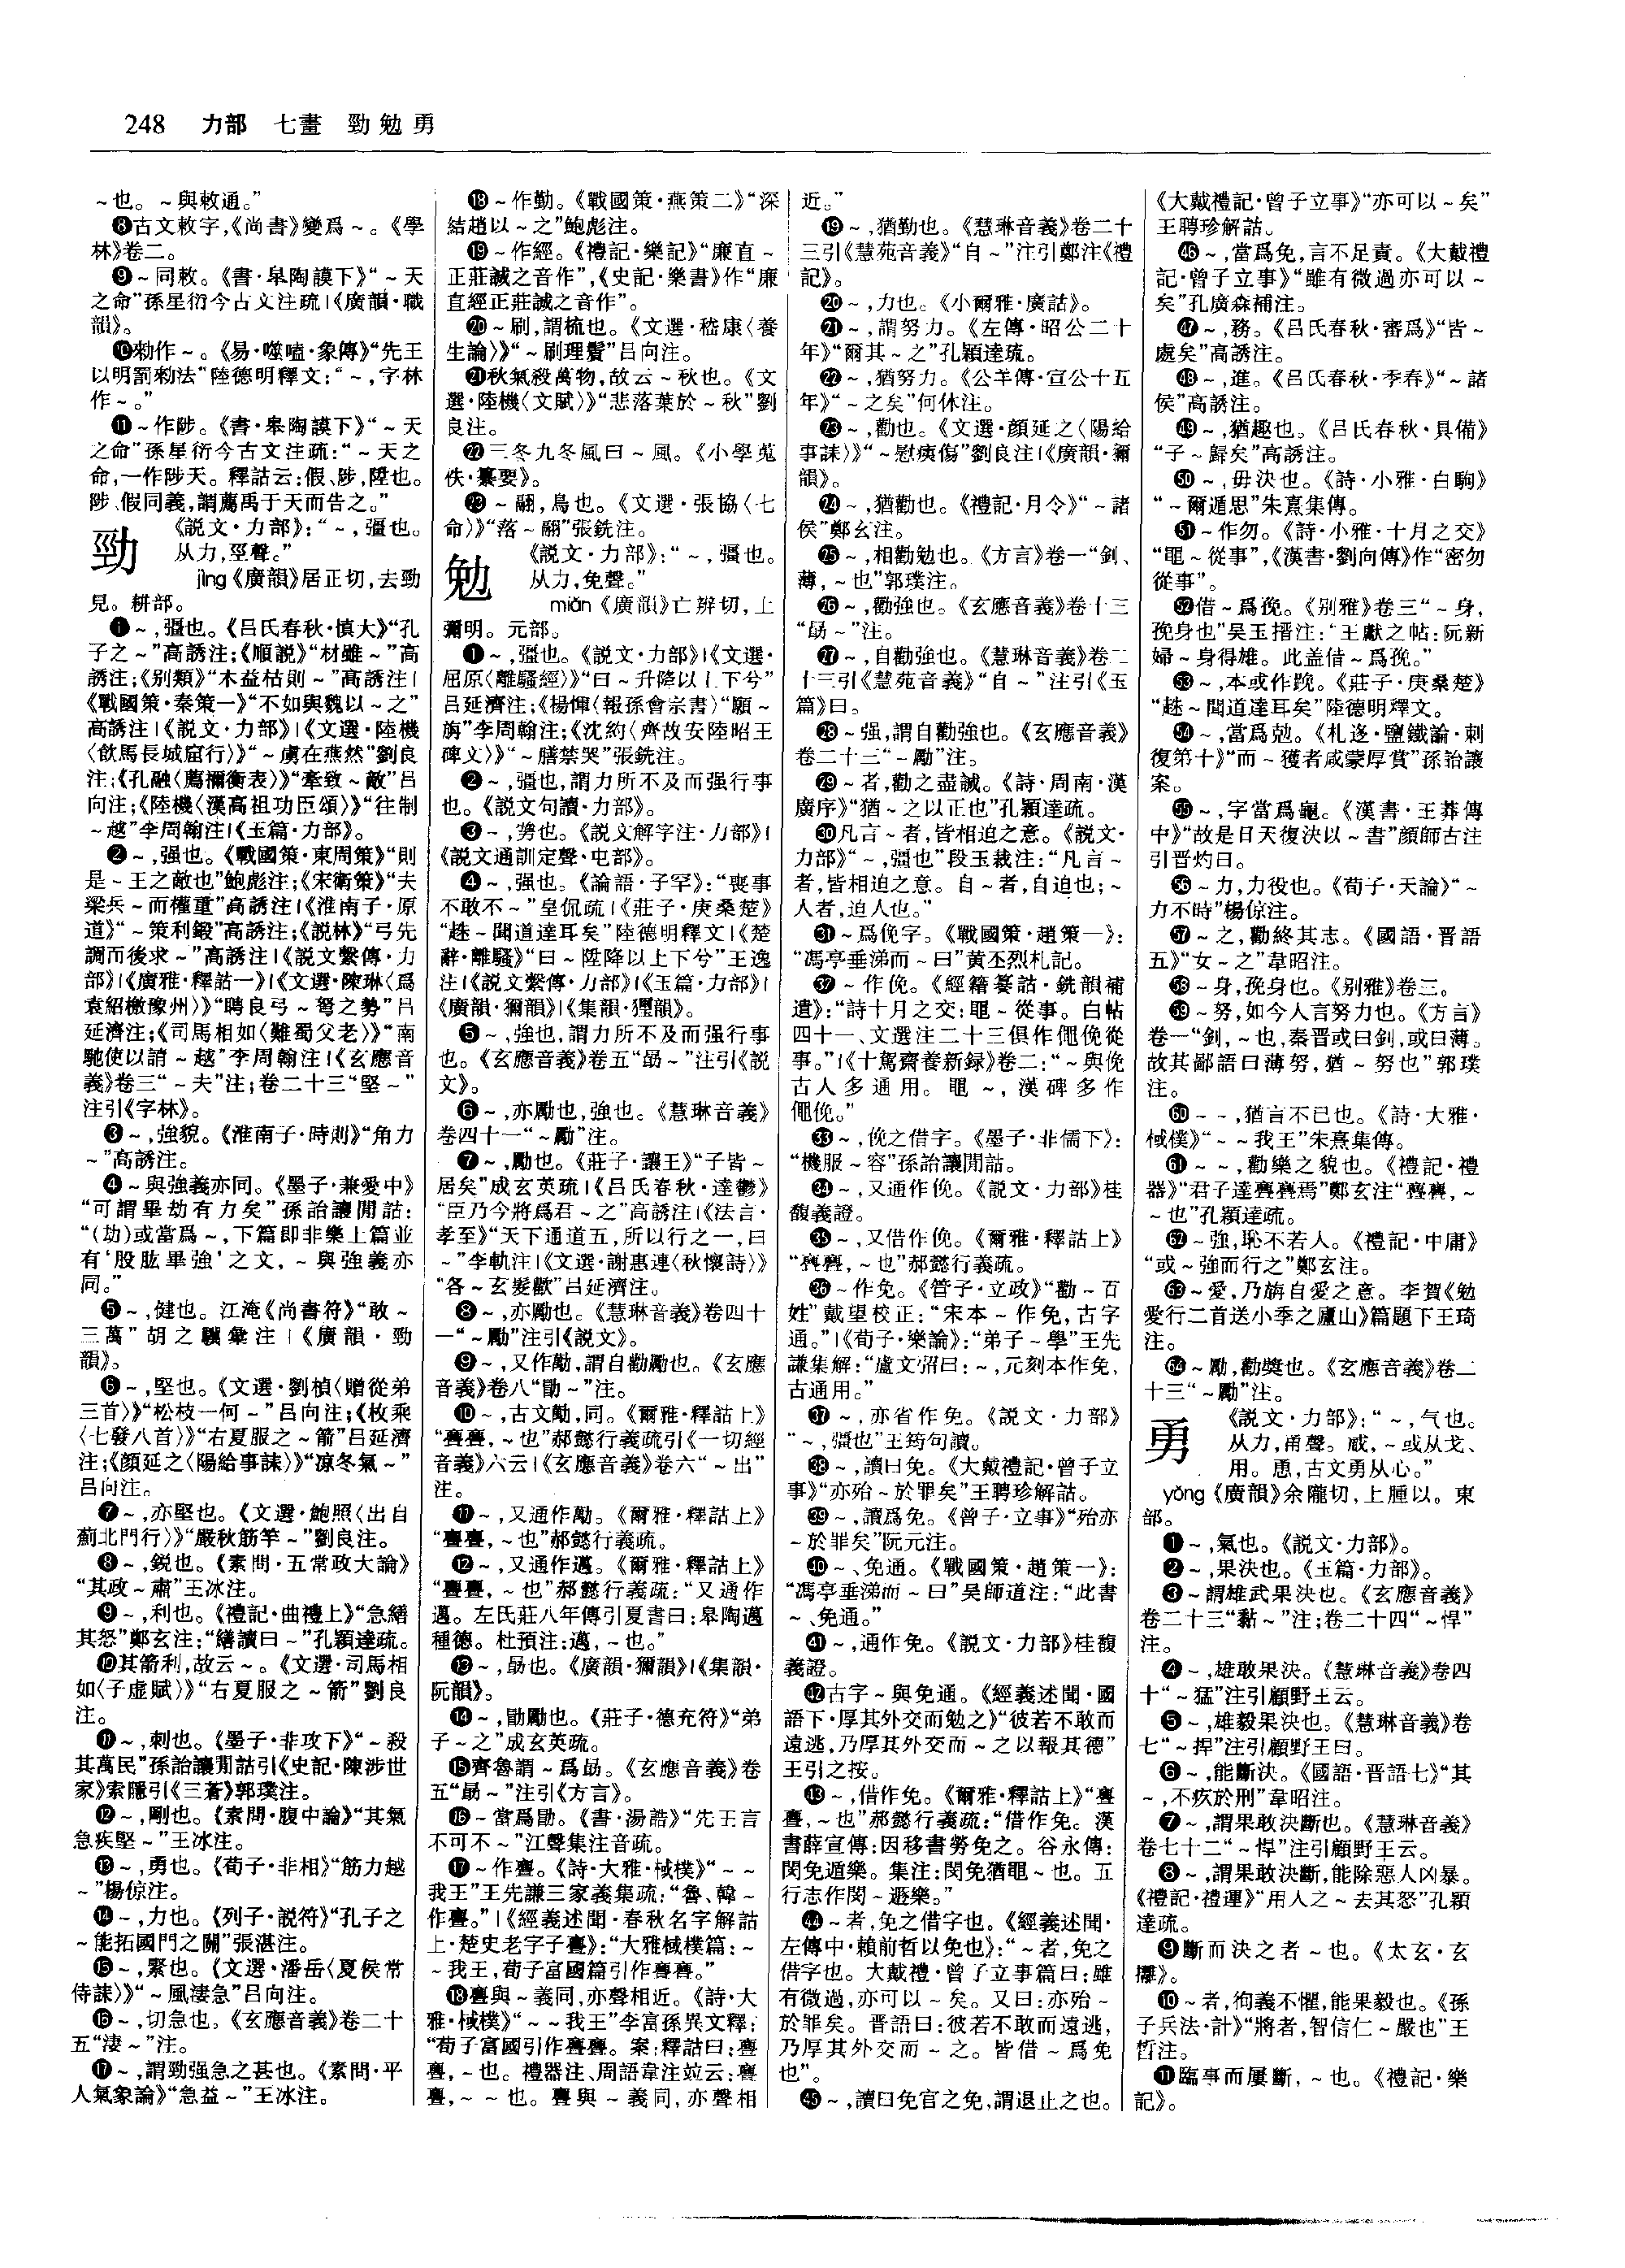 248 力部 七畫 勁勉勇
~也。~與敕通。”
❽古文敕字,《尚書》變爲~。《學
林》卷二。
❾~同敕。《書·皋陶謨下》“~天
之命”孫星衍今古文注疏|《廣韻·職
韻》。
❿勑作~。《易·噬嗑·象傳》“先王
以明罰勑法”陸德明釋文:“~,字林
作~。”
⓫~作陟。《書·皋陶謨下》“~天
之命”孫星衍今古文注疏:“~天之
命,一作陟天。釋詁云:假、陟,陞也。
陟、假同義,謂薦禹于天而告之。”
勁 《説文·力部》:“~,彊也。
从力,巠聲。”
jìng《廣韻》居正切,去勁
見。耕部。
❶~,彊也。《吕氏春秋·慎大》“孔
子之~”高誘注;《順説》“材雖~”高
誘注;《别類》“木益枯則~”高誘注|
《戰國策·秦策一》“不如與魏以~之”
高誘注|《説文·力部》|《文選·陸機
〈飲馬長城窟行〉》“~虜在燕然”劉良
注;《孔融〈薦禰衡表〉》“牽致~敵”吕
向注;《陸機〈漢高祖功臣頌〉》“往制
~越”李周翰注|《玉篇·力部》。
❷~,强也。《戰國策·東周策》“則
是~王之敵也”鮑彪注;《宋衛策》“夫
梁兵~而權重”高誘注|《淮南子·原
道》“~策利鍛”高誘注;《説林》“弓先
調而後求~”高誘注|《説文繫傳·力
部》|《廣雅·釋詁一》|《文選·陳琳〈爲
袁紹檄豫州〉》“騁良弓~弩之勢”吕
延濟注;《司馬相如〈難蜀父老〉》“南
馳使以誚~越”李周翰注|《玄應音
義》卷三“~夫”注;卷二十三“堅~”
注引《字林》。
❸~,強貌。《淮南子·時則》“角力
~”高誘注。
❹~與強義亦同。《墨子·兼愛中》
“可謂畢劫有力矣”孫詒讓閒詁:
“(劫)或當爲~,下篇即非樂上篇並
有‘股肱畢強’之文,~與強義亦
同。”
❺~,健也。江淹《尚書符》“敢~
三萬”胡之驥彙注|《廣韻·勁
韻》。
❻~,堅也。《文選·劉楨〈贈從弟
三首〉》“松枝一何~”吕向注;《枚乘
〈七發八首〉》“右夏服之~箭”吕延濟
注;《顔延之〈陽給事誄〉》“凉冬氣~”
吕向注。
❼~,亦堅也。《文選·鮑照〈出自
薊北門行〉》“嚴秋筋竿~”劉良注。
❽~,鋭也。《素問·五常政大論》
“其政~肅”王冰注。
❾~,利也。《禮記·曲禮上》“急繕
其怒”鄭玄注;“繕讀曰~”孔穎達疏。
❿其箭利,故云~。《文選·司馬相
如〈子虚賦〉》“右夏服之~箭”劉良
注。
⓫~,刺也。《墨子·非攻下》“~殺
其萬民”孫詒讓閒詁引《史記·陳涉世
家》索隱引《三蒼》郭璞注。
⓬~,剛也。《素問·腹中論》“其氣
急疾堅~”王冰注。
⓭~,勇也。《荀子·非相》“筋力越
~”楊倞注。
⓮~,力也。《列子·説符》“孔子之
~能拓國門之關”張湛注。
⓯~,緊也。《文選·潘岳〈夏侯常
侍誄〉》“~風淒急”吕向注。
⓰~,切急也。《玄應音義》卷二十
五“淒~”注。
⓱~,謂勁强急之甚也。《素問·平
人氣象論》“急益~”王冰注。
⓲~作勤。《戰國策·燕策二》“深
結趙以~之”鮑彪注。
⓳~作經。《禮記·樂記》“廉直~
正莊誠之音作”,《史記·樂書》作“廉
直經正莊誠之音作”。
⓴~刷,謂梳也。《文選·嵇康〈養
生論〉》“~刷理鬢”吕向注。
㉑秋氣殺萬物,故云~秋也。《文
選·陸機〈文賦〉》“悲落葉於~秋”劉
良注。
㉒三冬九冬風曰~風。《小學蒐
佚·纂要》。
㉓~翮,鳥也。《文選·張協〈七
命〉》“落~翮”張銑注。
勉 《説文·力部》:“~,彊也。
从力,免聲。”
miǎn《廣韻》亡辨切,上
獮明。元部。
❶~,彊也。《説文·力部》|《文選·
屈原〈離騷經〉》“曰~升降以上下兮”
吕延濟注;《楊惲〈報孫會宗書〉》“願~
旃”李周翰注;《沈約〈齊故安陸昭王
碑文〉》“~膳禁哭”張銑注。
❷~,彊也,謂力所不及而强行事
也。《説文句讀·力部》。
❸~,勥也。《説文解字注·力部》|
《説文通訓定聲·屯部》。
❹~,强也。《論語·子罕》:“喪事
不敢不~”皇侃疏|《莊子·庚桑楚》
“趎~聞道達耳矣”陸德明釋文|《楚
辭·離騷》“曰~陞降以上下兮”王逸
注|《説文繫傳·力部》|《玉篇·力部》|
《廣韻·獮韻》|《集韻·獮韻》。
❺~,強也,謂力所不及而强行事
也。《玄應音義》卷五“勗~”注引《説
文》。
❻~,亦勵也,強也。《慧琳音義》
卷四十一“~勵”注。
❼~,勵也。《莊子·讓王》“子皆~
居矣”成玄英疏|《吕氏春秋·達鬱》
“臣乃今將爲君~之”高誘注|《法言·
孝至》“天下通道五,所以行之一,曰
~”李軌注|《文選·謝惠連〈秋懷詩〉》
“各~玄髮歡”吕延濟注。
❽~,亦勵也。《慧琳音義》卷四十
一“~勵”注引《説文》。
❾~,又作勱,謂自勸勵也。《玄應
音義》卷八“勖~”注。
❿~,古文勱,同。《爾雅·釋詁上》
“亹亹,~也”郝懿行義疏引《一切經
音義》六云|《玄應音義》卷六“~出”
注。
⓫~,又通作勱。《爾雅·釋詁上》
“亹亹,~也”郝懿行義疏。
⓬~,又通作邁。《爾雅·釋詁上》
“亹亹,~也”郝懿行義疏:“又通作
邁。左氏莊八年傳引夏書曰:皋陶邁
種德。杜預注:邁,~也。”
⓭~,勗也。《廣韻·獮韻》|《集韻·
阮韻》。
⓮~,勖勵也。《莊子·德充符》“弟
子~之”成玄英疏。
⓯齊魯謂~爲勗。《玄應音義》卷
五“勗~”注引《方言》。
⓰~當爲勖。《書·湯誥》“先王言
不可不~”江聲集注音疏。
⓱~作亹。《詩·大雅·棫樸》“~~
我王”王先謙三家義集疏:“魯、韓~
作亹。”|《經義述聞·春秋名字解詁
上·楚史老字子亹》:“大雅棫樸篇:~
~我王,荀子富國篇引作亹亹。”
⓲亹與~義同,亦聲相近。《詩·大
雅·棫樸》“~~我王”李富孫異文釋:
“荀子富國引作亹亹。案:釋詁曰:亹
亹,~也。禮器注、周語韋注竝云:亹
亹,~~也。亹與~義同,亦聲相
近。”
⓳~,猶勤也。《慧琳音義》卷二十
三引《慧苑音義》“自~”注引鄭注《禮
記》。
⓴~,力也。《小爾雅·廣詁》。
㉑~,謂努力。《左傳·昭公二十
年》“爾其~之”孔穎達疏。
㉒~,猶努力。《公羊傳·宣公十五
年》“~之矣”何休注。
㉓~,勸也。《文選·顔延之〈陽給
事誄〉》“~慰痍傷”劉良注|《廣韻·獮
韻》。
㉔~,猶勸也。《禮記·月令》“~諸
侯”鄭玄注。
㉕~,相勸勉也。《方言》卷一“釗、
薄,~也”郭璞注。
㉖~,勸強也。《玄應音義》卷十三
“勗~”注。
㉗~,自勸強也。《慧琳音義》卷二
十三引《慧苑音義》“自~”注引《玉
篇》曰。
㉘~强,謂自勸強也。《玄應音義》
卷二十三“~勵”注。
㉙~者,勸之盡誠。《詩·周南·漢
廣序》“猶~之以正也”孔穎達疏。
㉚凡言~者,皆相迫之意。《説文·
力部》“~,彊也”段玉裁注:“凡言~
者,皆相迫之意。自~者,自迫也;~
人者,迫人也。”
㉛~爲俛字。《戰國策·趙策一》:
“馮亭垂涕而~曰”黄丕烈札記。
㉜~作俛。《經籍籑詁·銑韻補
遺》:“詩十月之交:黽~從事。白帖
四十一、文選注二十三俱作僶俛從
事。”|《十駕齋養新録》卷二:“~與俛
古人多通用。黽~,漢碑多作
僶俛。”
㉝~,俛之借字。《墨子·非儒下》:
“機服~容”孫詒讓閒詁。
㉞~,又通作俛。《説文·力部》桂
馥義證。
㉟~,又借作俛。《爾雅·釋詁上》
“亹亹,~也”郝懿行義疏。
㊱~作免。《管子·立政》“勸~百
姓”戴望校正:“宋本~作免,古字
通。”|《荀子·樂論》:“弟子~學”王先
謙集解:“盧文弨曰:~,元刻本作免,
古通用。”
㊲~,亦省作免。《説文·力部》
“~,彊也”王筠句讀。
㊳~,讀曰免。《大戴禮記·曾子立
事》“亦殆~於罪矣”王聘珍解詁。
㊴~,讀爲免。《曾子·立事》“殆亦
~於罪矣”阮元注。
㊵~、免通。《戰國策·趙策一》:
“馮亭垂涕而~曰”吴師道注:“此書
~、免通。”
㊶~,通作免。《説文·力部》桂馥
義證。
㊷古字~與免通。《經義述聞·國
語下·厚其外交而勉之》“彼若不敢而
遠逃,乃厚其外交而~之以報其德”
王引之按。
㊸~,借作免。《爾雅·釋詁上》“亹
亹,~也”郝懿行義疏:“借作免。漢
書薛宣傳:因移書勞免之。谷永傳:
閔免遁樂。集注:閔免猶黽~也。五
行志作閔~遯樂。”
㊹~者,免之借字也。《經義述聞·
左傳中·賴前哲以免也》:“~者,免之
借字也。大戴禮·曾子立事篇曰:雖
有微過,亦可以~矣。又曰:亦殆~
於罪矣。晋語曰:彼若不敢而遠逃,
乃厚其外交而~之。皆借~爲免
也”。
㊺~,讀曰免官之免,謂退止之也。
《大戴禮記·曾子立事》“亦可以~矣”
王聘珍解詁。
㊻~,當爲免,言不足責。《大戴禮
記·曾子立事》“雖有微過亦可以~
矣”孔廣森補注。
㊼~,務。《吕氏春秋·審爲》“皆~
處矣”高誘注。
㊽~,進。《吕氏春秋·季春》“~諸
侯”高誘注。
㊾~,猶趣也。《吕氏春秋·具備》
“子~歸矣”高誘注。
㊿~,毋決也。《詩·小雅·白駒》
“~爾遁思”朱熹集傳。
51~作勿。《詩·小雅·十月之交》
“黽~從事”,《漢書·劉向傳》作“密勿
從事”。
52借~爲挽。《别雅》卷三“~身,
㝃身也”吴玉搢注:“王獻之帖:阮新
婦~身得雄。此盖借~爲㝃。”
53~,本或作跣。《莊子·庚桑楚》
“趎~聞道達耳矣”陸德明釋文。
54~,當爲勊。《札迻·鹽鐵論·刺
復第十》“而~獲者咸蒙厚賞”孫詒讓
案。
55~,字當爲龜。《漢書·王莽傳
中》“故是日天復決以~書”顔師古注
引晋灼曰。
56~力,力役也。《荀子·天論》“~
力不時”楊倞注。
57~之,勸終其志。《國語·晋語
五》“女~之”韋昭注。
58~身,㝃身也。《别雅》卷三。
59~努,如今人言努力也。《方言》
卷一“釗,~也,秦晋或曰釗,或曰薄。
故其鄙語曰薄努,猶~努也”郭璞
注。
60~~,猶言不已也。《詩·大雅·
棫樸》“~~我王”朱熹集傳。
61~~,勸樂之貌也。《禮記·禮
器》“君子達亹亹焉”鄭玄注“亹亹,~
~也”孔穎達疏。
62~強,恥不若人。《禮記·中庸》
“或~強而行之”鄭玄注。
63~愛,乃旃自愛之意。李賀《勉
愛行二首送小季之廬山》篇題下王琦
注。
64~勵,勸獎也。《玄應音義》卷二
十三“~勵”注。
勇 《説文·力部》:“~,气也。
从力,甬聲。㦷,~或从戈、
用。恿,古文勇从心。”
yǒng《廣韻》余隴切,上腫以。東
部。
❶~,氣也。《説文·力部》。
❷~,果決也。《玉篇·力部》。
❸~謂雄武果決也。《玄應音義》
卷二十三“黠~”注;卷二十四“~悍”
注。
❹~,雄敢果決。《慧琳音義》卷四
十“~猛”注引顧野王云。
❺~,雄毅果決也。《慧琳音義》卷
七“~捍”注引顧野王曰。
❻~,能斷決。《國語·晋語七》“其
~,不疚於刑”韋昭注。
❼~,謂果敢決斷也。《慧琳音義》
卷七十二“~悍”注引顧野王云。
❽~,謂果敢決斷,能除惡人凶暴。
《禮記·禮運》“用人之~去其怒”孔穎
達疏。
❾斷而決之者~也。《太玄·玄
攡》。
❿~者,徇義不懼,能果毅也。《孫
子兵法·計》“將者,智信仁~嚴也”王
晳注。
⓫臨事而屢斷,~也。《禮記·樂
記》。